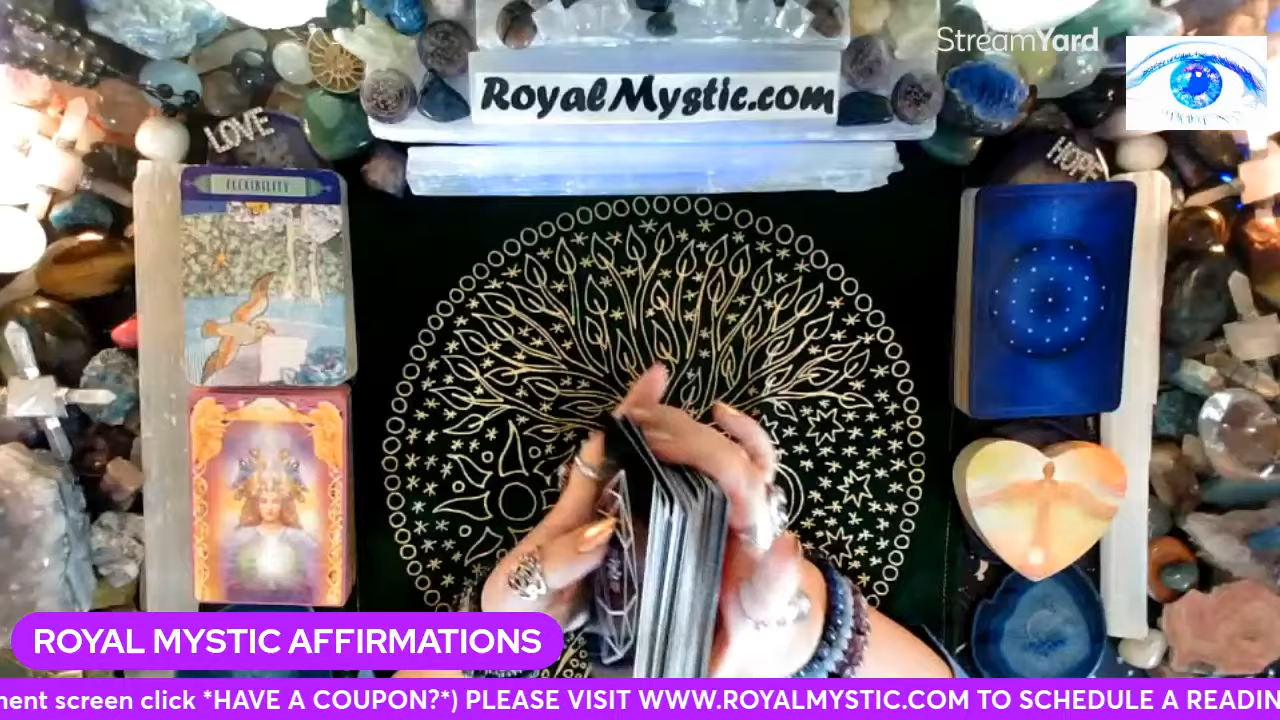 StreamYard
RoyalMystic.com
LOVE
HOPE
FLEXIBILITY
ROYAL MYSTIC AFFIRMATIONS
nent screen click *HAVE A COUPON?*) PLEASE VISIT WWW.ROYALMYSTIC.COM TO SCHEDULE A READIN